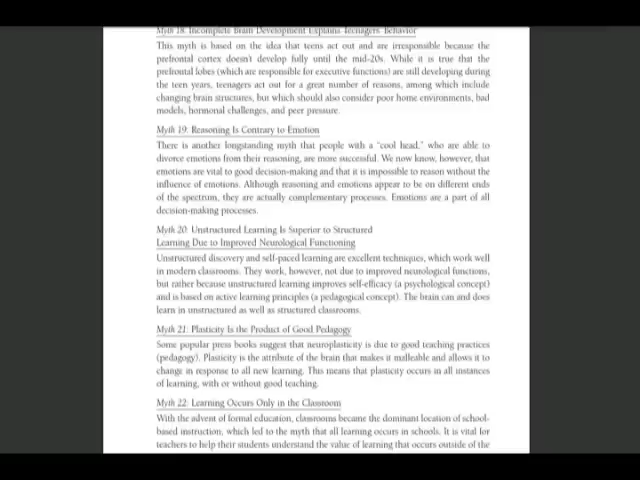 Myth 18: Incomplete Brain Development Explains Teenagers' Behavior
This myth is based on the idea that teens act out and are irresponsible because the
prefrontal cortex doesn't develop fully until the mid-20s. While it is true that the
prefrontal lobes (which are responsible for executive functions) are still developing during
the teen years, teenagers act out for a great number of reasons, among which include
changing brain structures, but which should also consider poor home environments, bad
models, hormonal challenges, and peer pressure.
Myth 19: Reasoning Is Contrary to Emotion
There is another longstanding myth that people with a "cool head," who are able to
divorce emotions from their reasoning, are more successful. We now know, however, that
emotions are vital to good decision-making and that it is impossible to reason without the
influence of emotions. Although reasoning and emotions appear to be on different ends
of the spectrum, they are actually complementary processes. Emotions are a part of all
decision-making processes.
Myth 20: Unstructured Learning Is Superior to Structured
Learning Due to Improved Neurological Functioning
Unstructured discovery and self-paced learning are excellent techniques, which work well
in modern classrooms. They work, however, not due to improved neurological functions,
but rather because unstructured learning improves self-efficacy (a psychological concept)
and is based on active learning principles (a pedagogical concept). The brain can and does
learn in unstructured as well as structured classrooms.
Myth 21: Plasticity Is the Product of Good Pedagogy
Some popular press books suggest that neuroplasticity is due to good teaching practices
(pedagogy). Plasticity is the attribute of the brain that makes it malleable and allows it to
change in response to all new learning. This means that plasticity occurs in all instances
of learning, with or without good teaching.
Myth 22: Learning Occurs Only in the Classroom
With the advent of formal education, classrooms became the dominant location of school-
based instruction, which led to the myth that all learning occurs in schools. It is vital for
teachers to help their students understand the value of learning that occurs outside of the